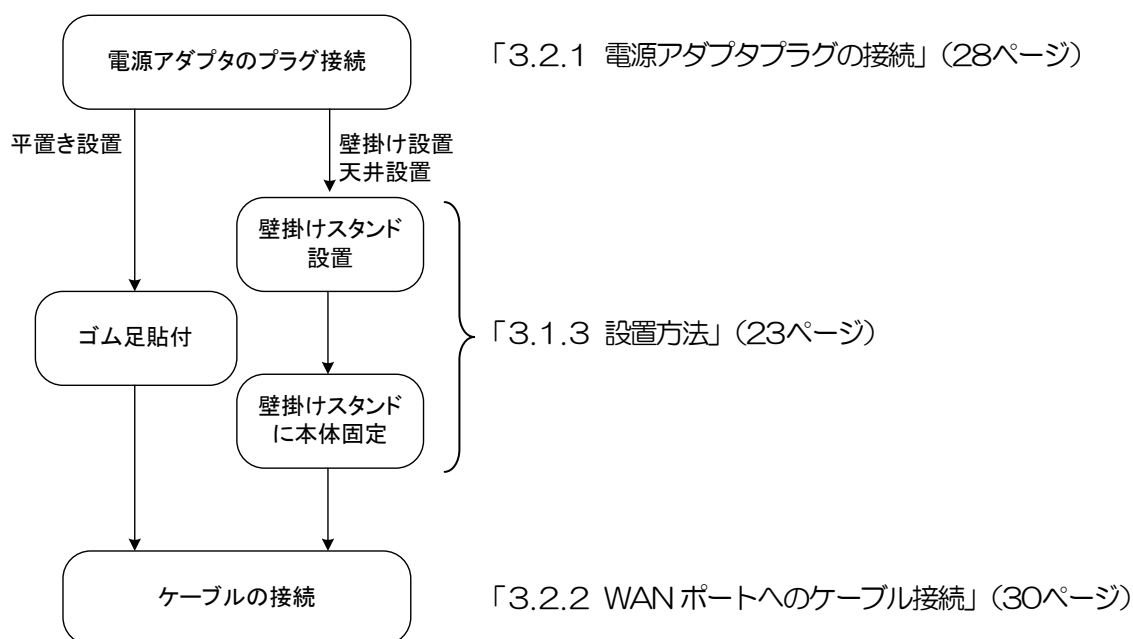 電源アダプタのプラグ接続
「3.2.1 電源アダプタプラグの接続」（28ページ）
平置き設置
壁掛け設置
天井設置
壁掛けスタンド
設置
ゴム足貼付
「3.1.3 設置方法」（23ページ）
壁掛けスタンド
に本体固定
ケーブルの接続
「3.2.2 WAN ポートへのケーブル接続」（30ページ）